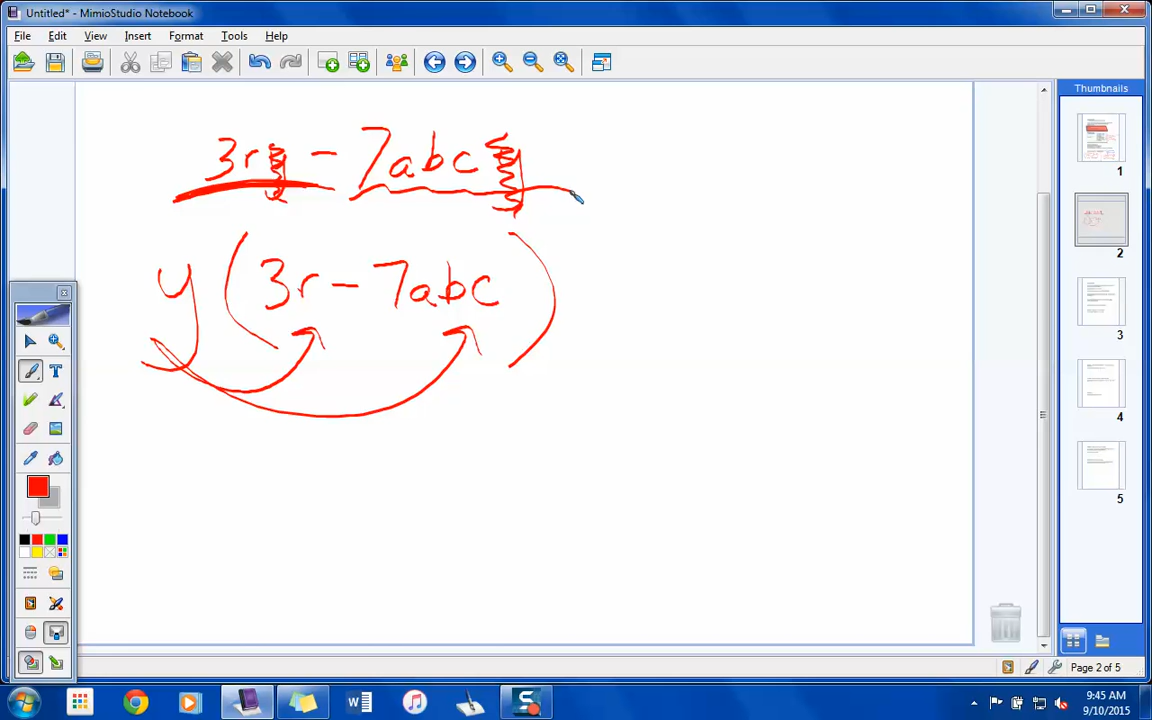 Untitled* - MimioStudio Notebook
File Edit View Insert Format Tools Help
3ry - 7abcy
y(3r - 7abc)
Thumbnails
1
2
3
4
5
Page 2 of 5
9:45 AM
9/10/2015